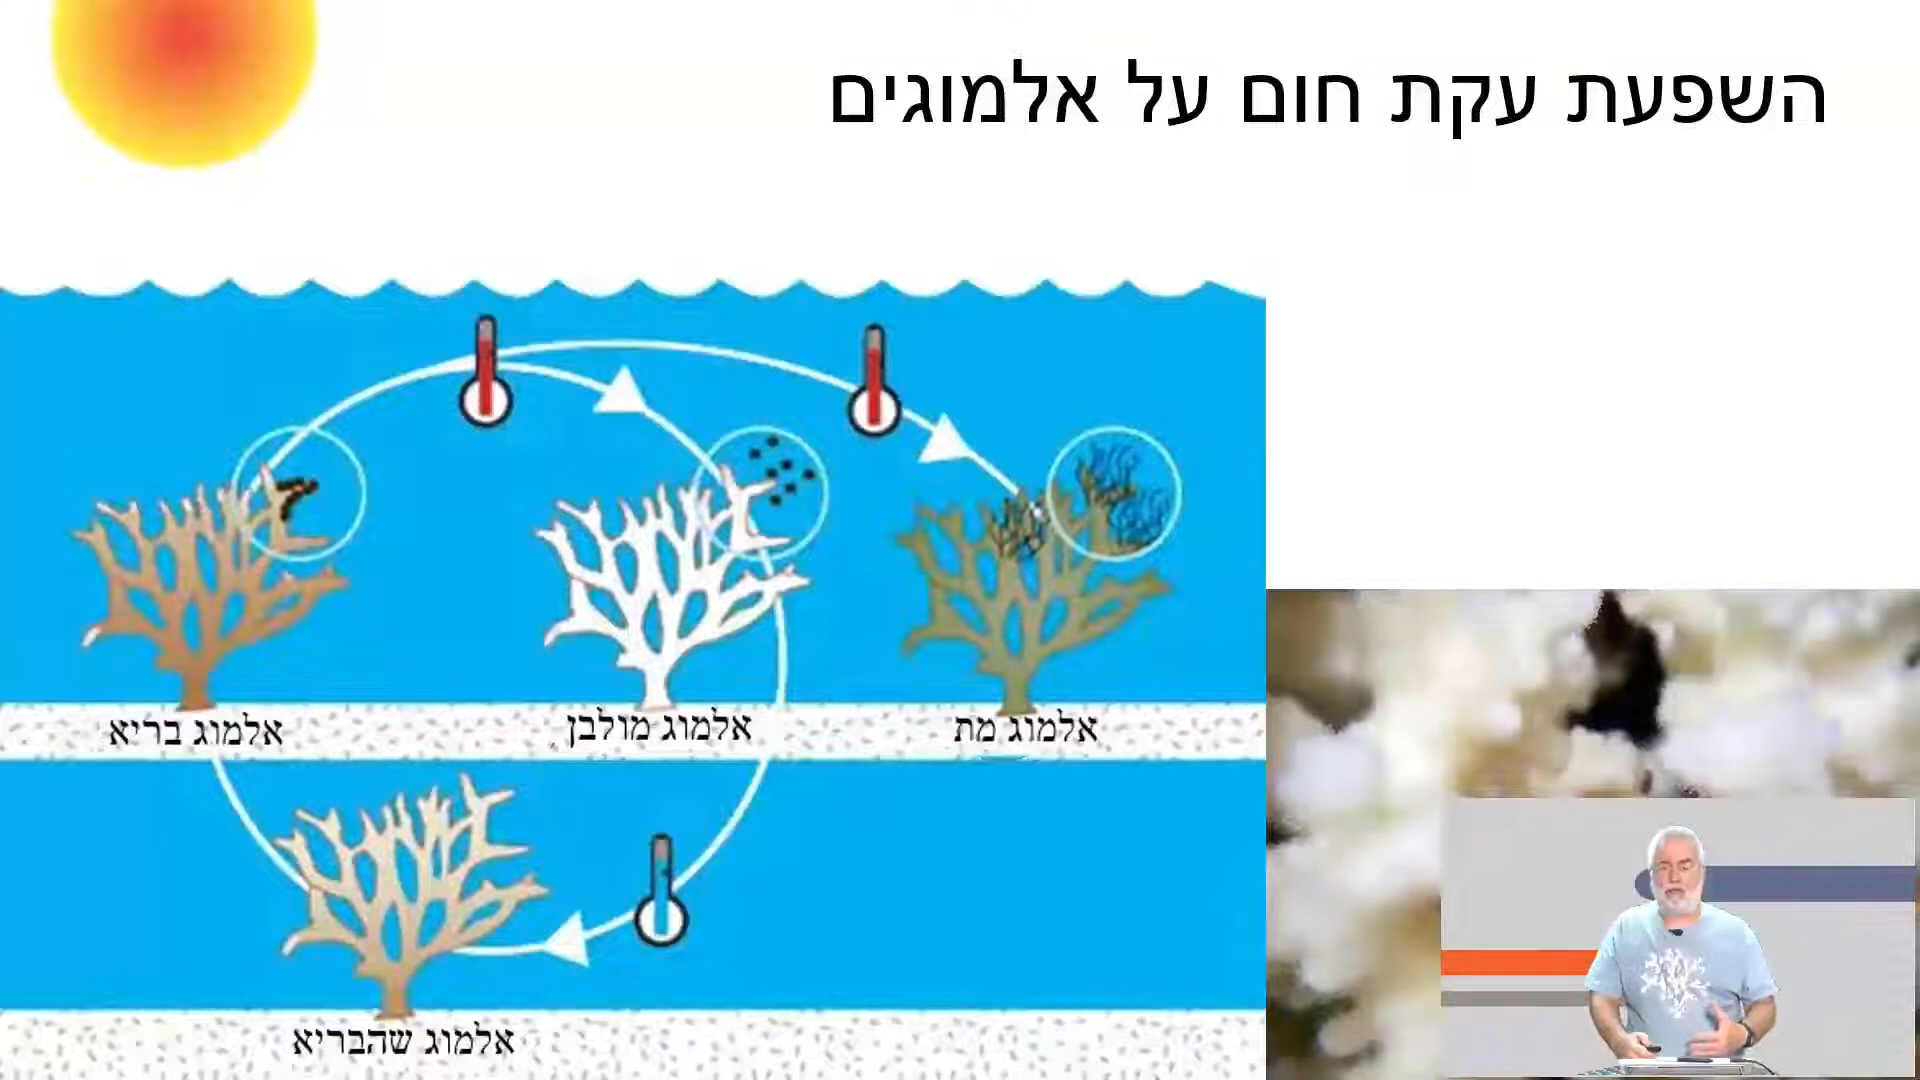 השפעת עקת חום על אלמוגים
אלמוג בריא
אלמוג מולבן
אלמוג מת
אלמוג שהבריא